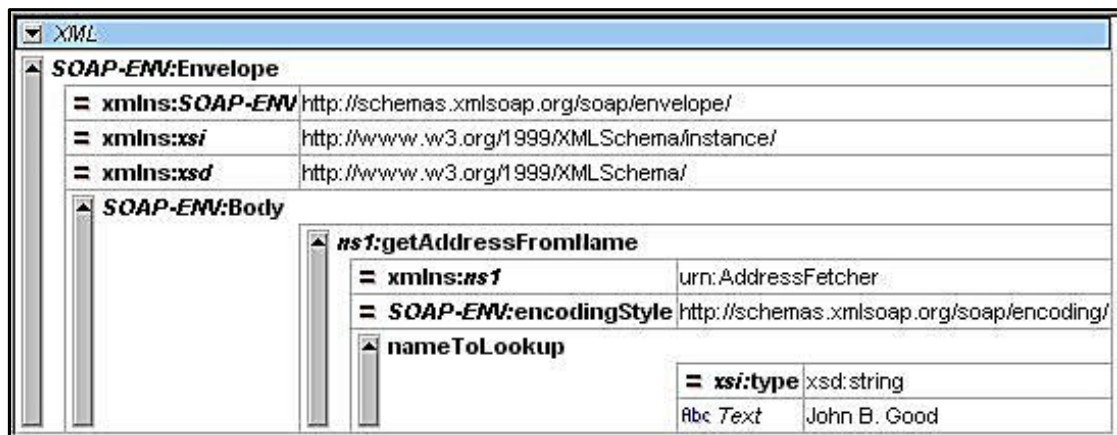 XML
SOAP-ENV:Envelope
= xmlns:SOAP-ENV http://schemas.xmlsoap.org/soap/envelope/
= xmlns:xsi http://www.w3.org/1999/XMLSchema/instance/
= xmlns:xsd http://www.w3.org/1999/XMLSchema/
SOAP-ENV:Body
ns1:getAddressFromName
= xmlns:ns1 urn:AddressFetcher
= SOAP-ENV:encodingStyle http://schemas.xmlsoap.org/soap/encoding/
nameToLookup
= xsi:type xsd:string
Abc Text John B. Good